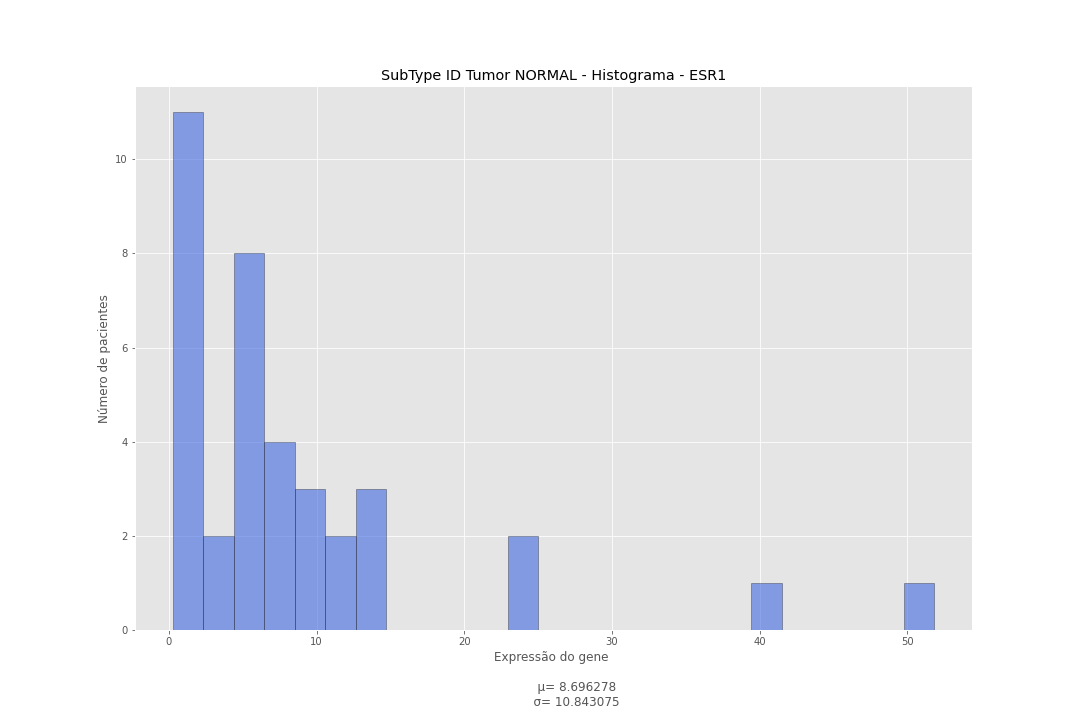 SubType ID Tumor NORMAL - Histograma - ESR1
Número de pacientes
10
8
6
4
2
0
0 10 20 30 40 50
Expressão do gene
μ= 8.696278
σ= 10.843075